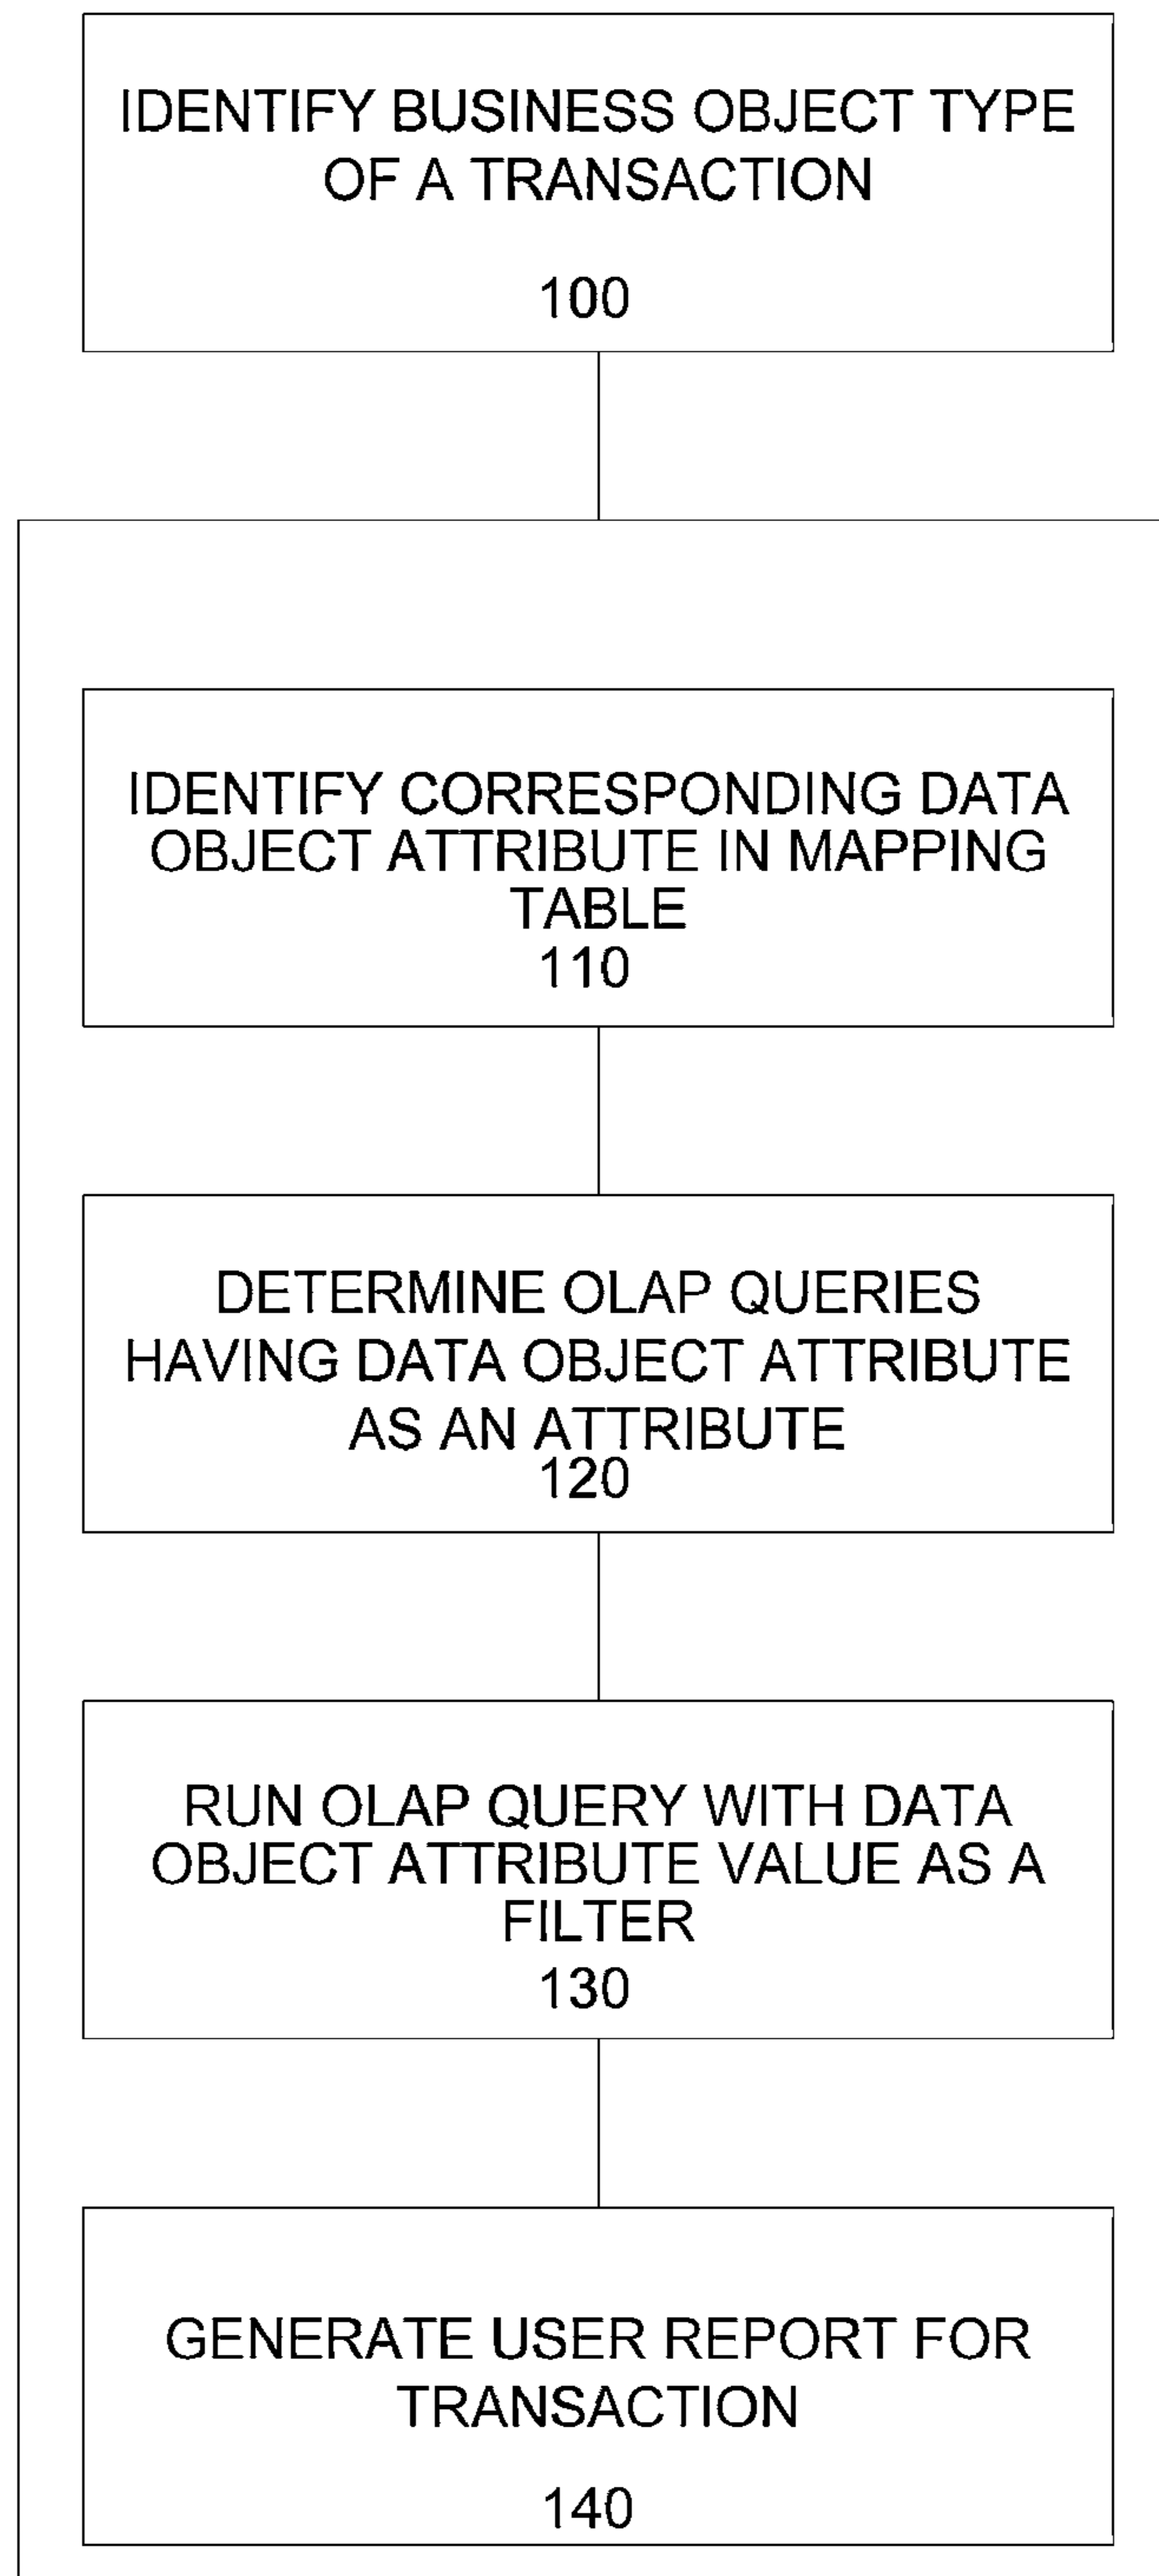 IDENTIFY BUSINESS OBJECT TYPE
OF A TRANSACTION
100
IDENTIFY CORRESPONDING DATA
OBJECT ATTRIBUTE IN MAPPING
TABLE
110
DETERMINE OLAP QUERIES
HAVING DATA OBJECT ATTRIBUTE
AS AN ATTRIBUTE
120
RUN OLAP QUERY WITH DATA
OBJECT ATTRIBUTE VALUE AS A
FILTER
130
GENERATE USER REPORT FOR
TRANSACTION
140